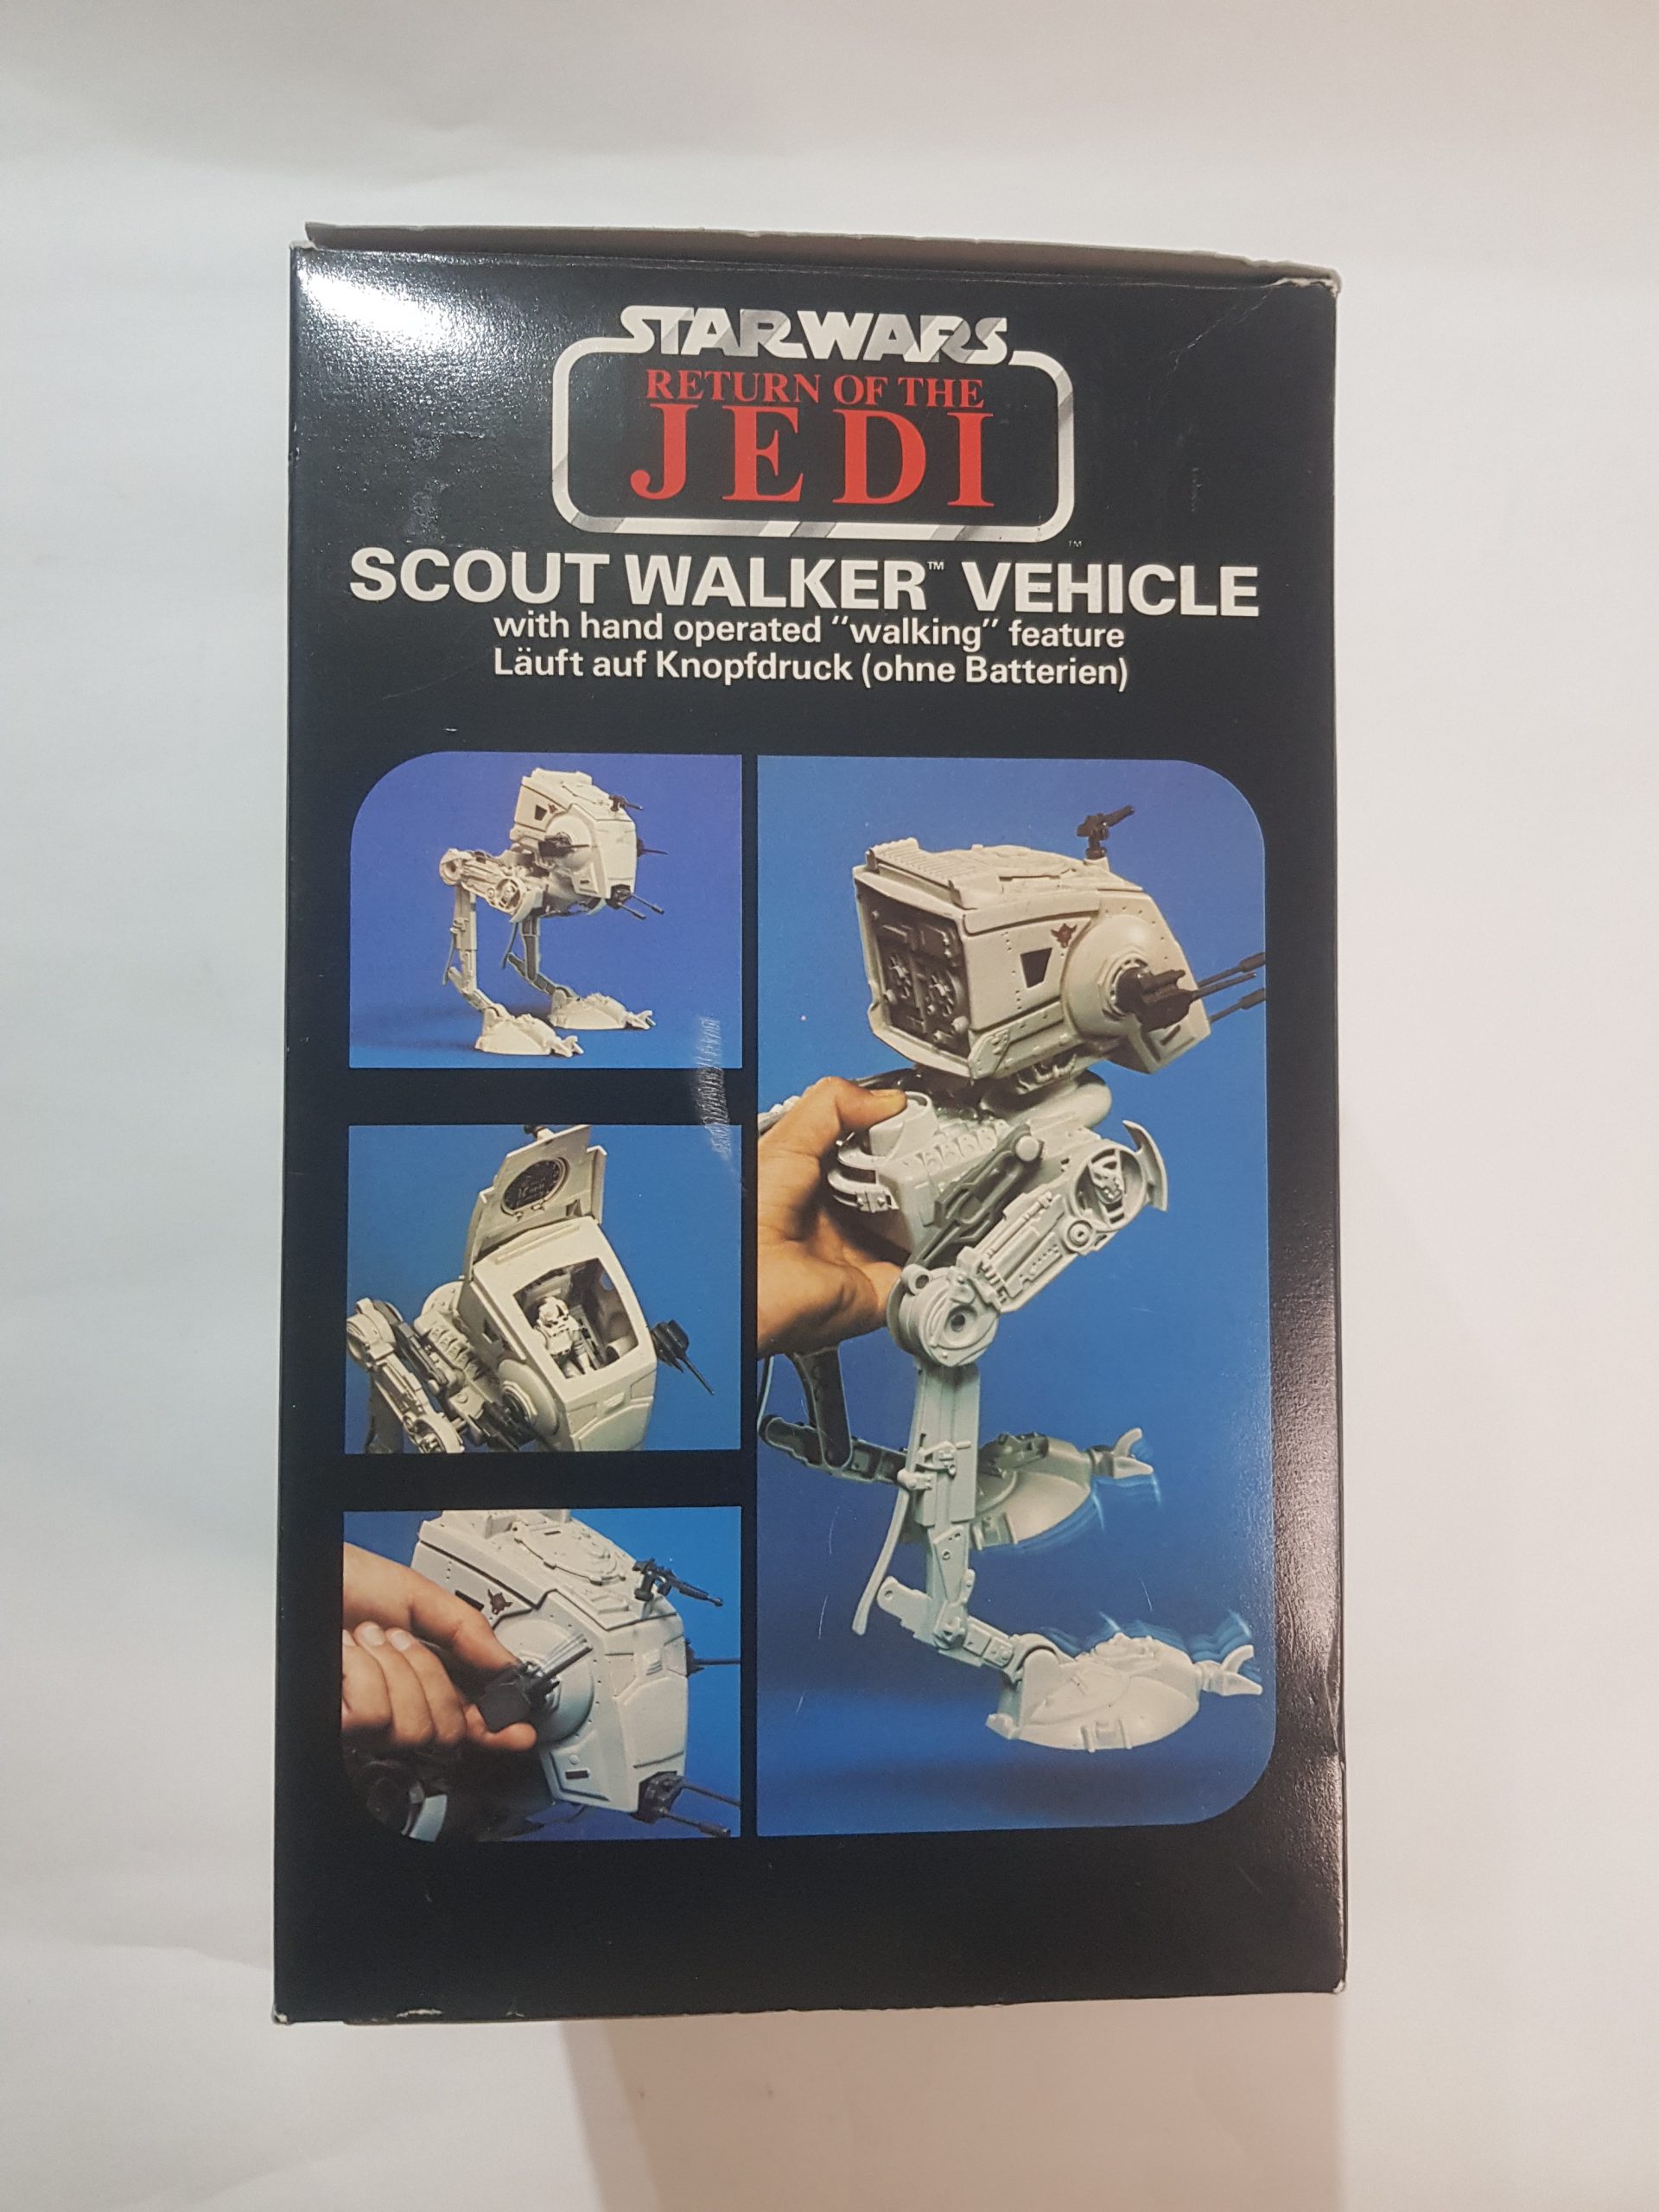 STAR WARS
RETURN OF THE
JEDI
™
SCOUT WALKER™ VEHICLE
with hand operated “walking” feature
Läuft auf Knopfdruck (ohne Batterien)